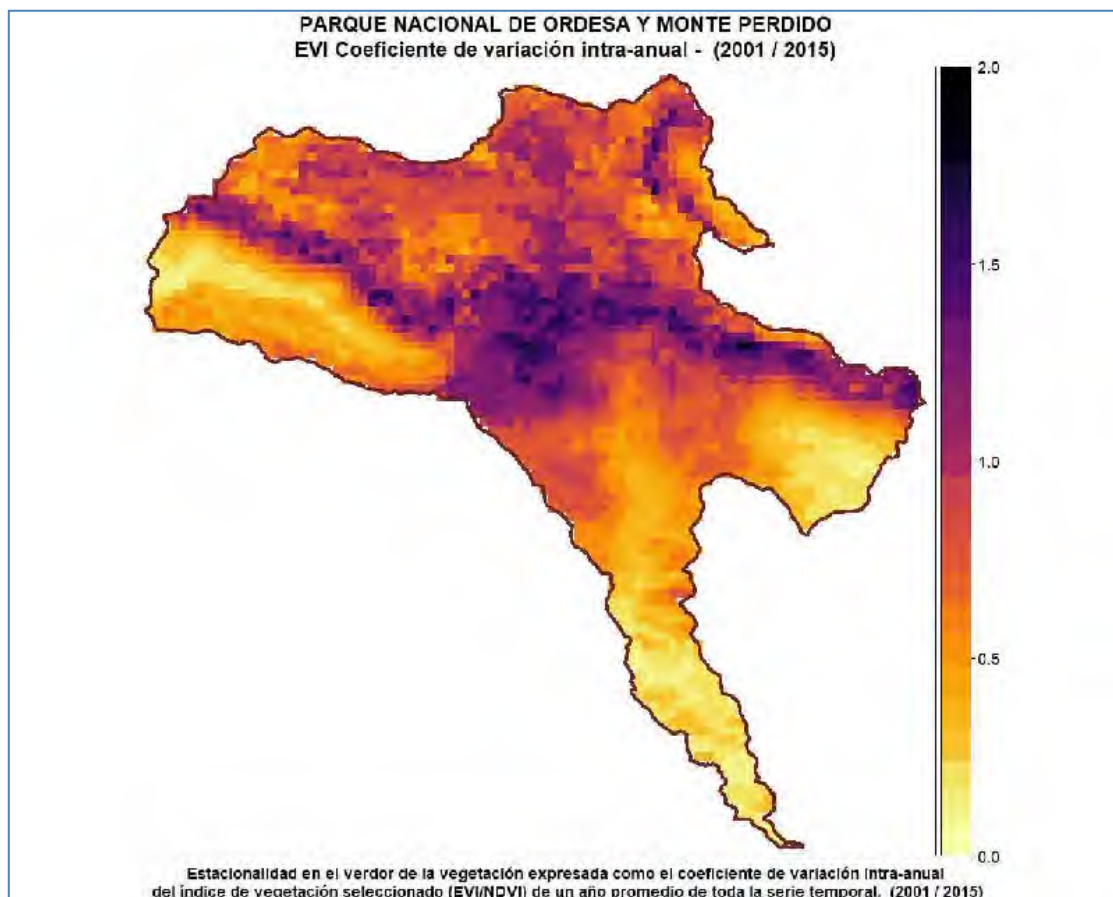 PARQUE NACIONAL DE ORDESA Y MONTE PERDIDO
EVI Coeficiente de variación intra-anual - (2001 / 2015)
2.0
1.5
1.0
0.5
0.0
Estacionalidad en el verdor de la vegetación expresada como el coeficiente de variación intra-anual
del índice de vegetación seleccionado (EVI/NDVI) de un año promedio de toda la serie temporal. (2001 / 2015)